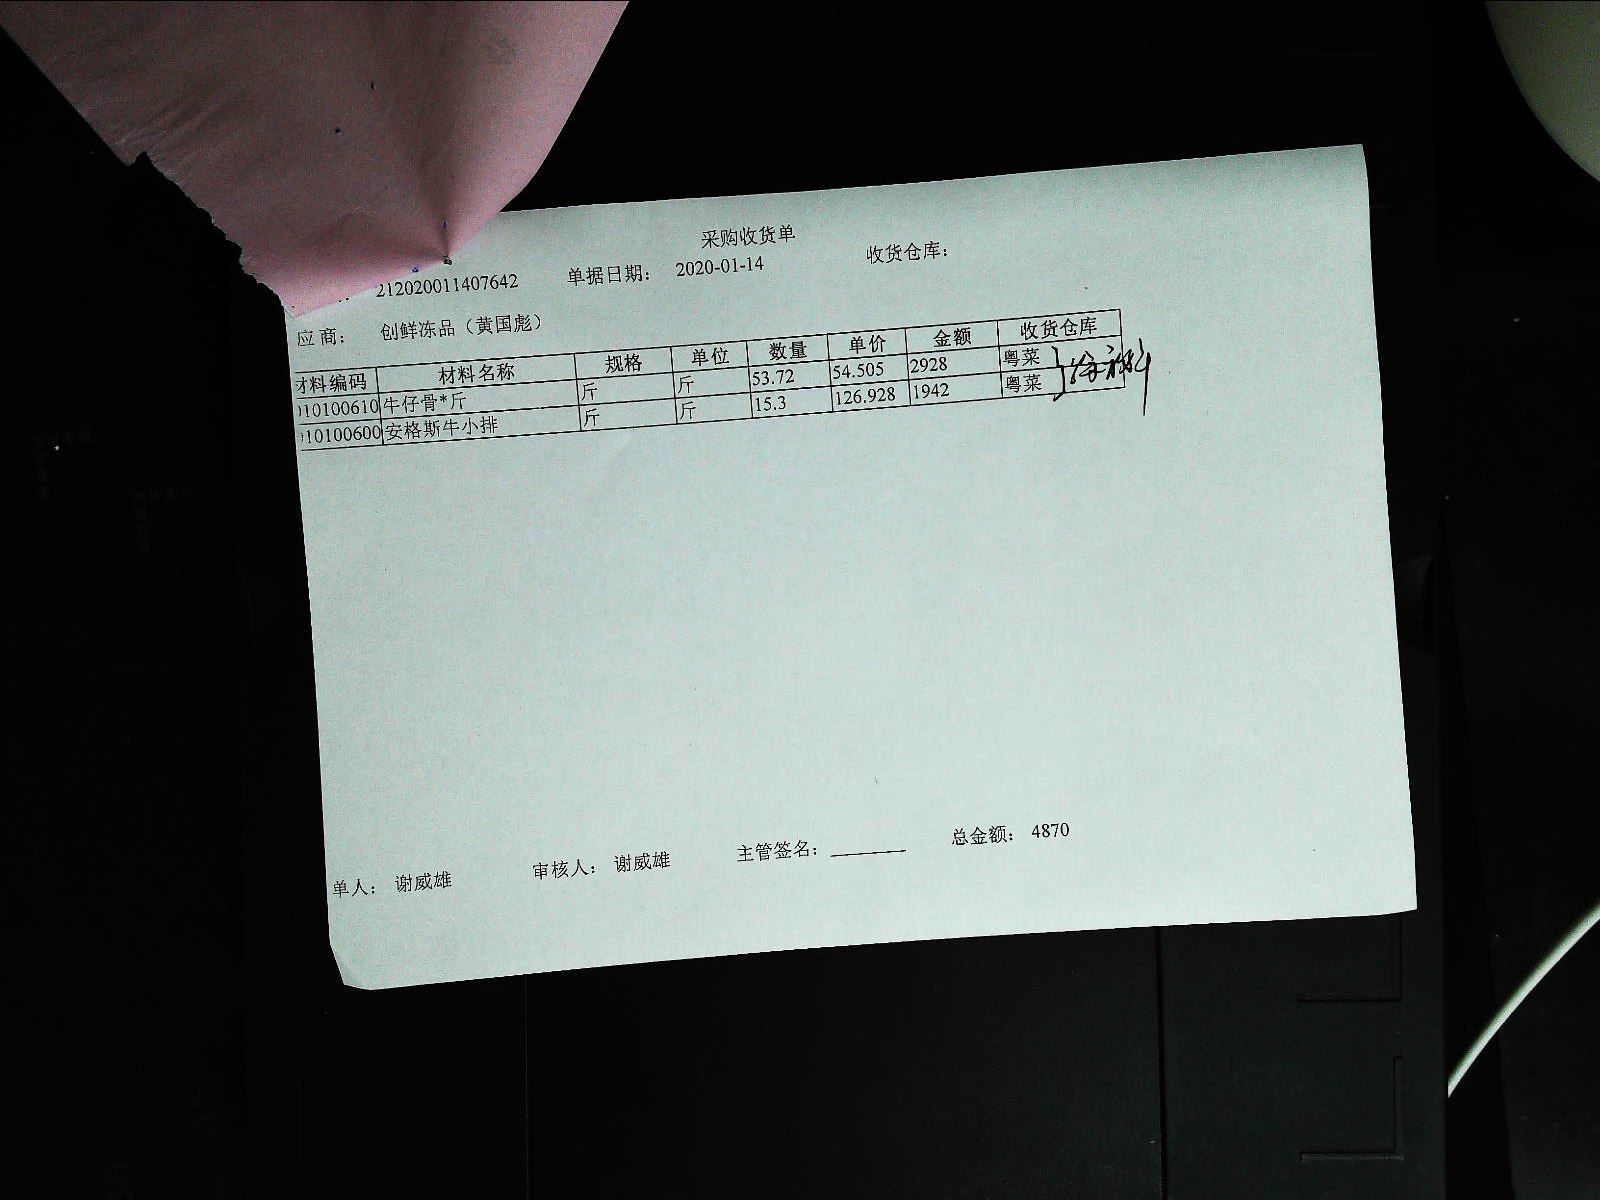 采购收货单
212020011407642 单据日期： 2020-01-14 收货仓库：
应商： 创鲜冻品（黄国彪）
材料编码 材料名称 规格 单位 数量 单价 金额 收货仓库
10100610 牛仔骨*斤 斤 斤 53.72 54.505 2928 粤菜
10100600 安格斯牛小排 斤 斤 15.3 126.928 1942 粤菜
单人： 谢威雄 审核人： 谢威雄 主管签名： 总金额： 4870